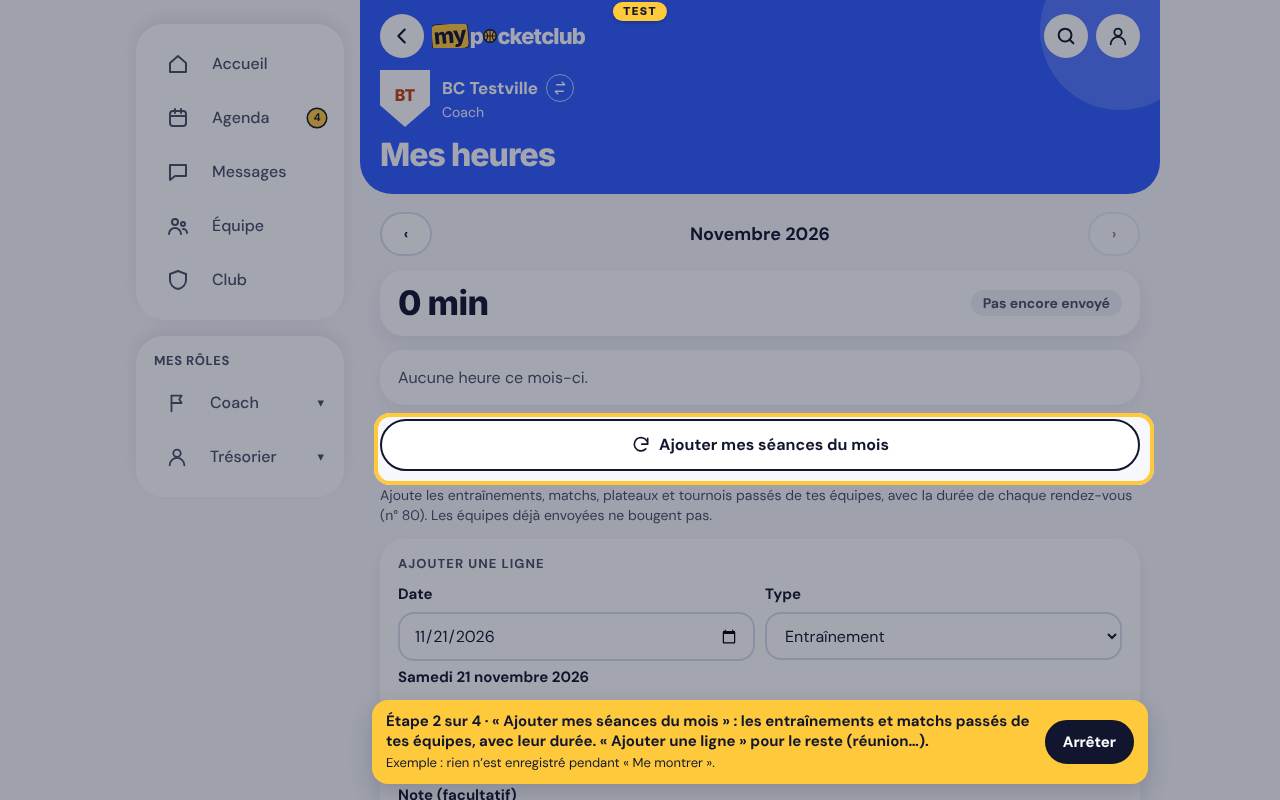 TEST
mypocketclub
BT
BC Testville
Coach
Mes heures
Accueil
Agenda
4
Messages
Équipe
Club
MES RÔLES
Coach
Trésorier
‹
Novembre 2026
›
0 min
Pas encore envoyé
Aucune heure ce mois-ci.
Ajouter mes séances du mois
Ajoute les entraînements, matchs, plateaux et tournois passés de tes équipes, avec la durée de chaque rendez-vous
(n° 80). Les équipes déjà envoyées ne bougent pas.
AJOUTER UNE LIGNE
Date
Type
11/21/2026
Entraînement
Samedi 21 novembre 2026
Étape 2 sur 4 · « Ajouter mes séances du mois » : les entraînements et matchs passés de
tes équipes, avec leur durée. « Ajouter une ligne » pour le reste (réunion…).
Exemple : rien n’est enregistré pendant « Me montrer ».
Arrêter
Note (facultatif)